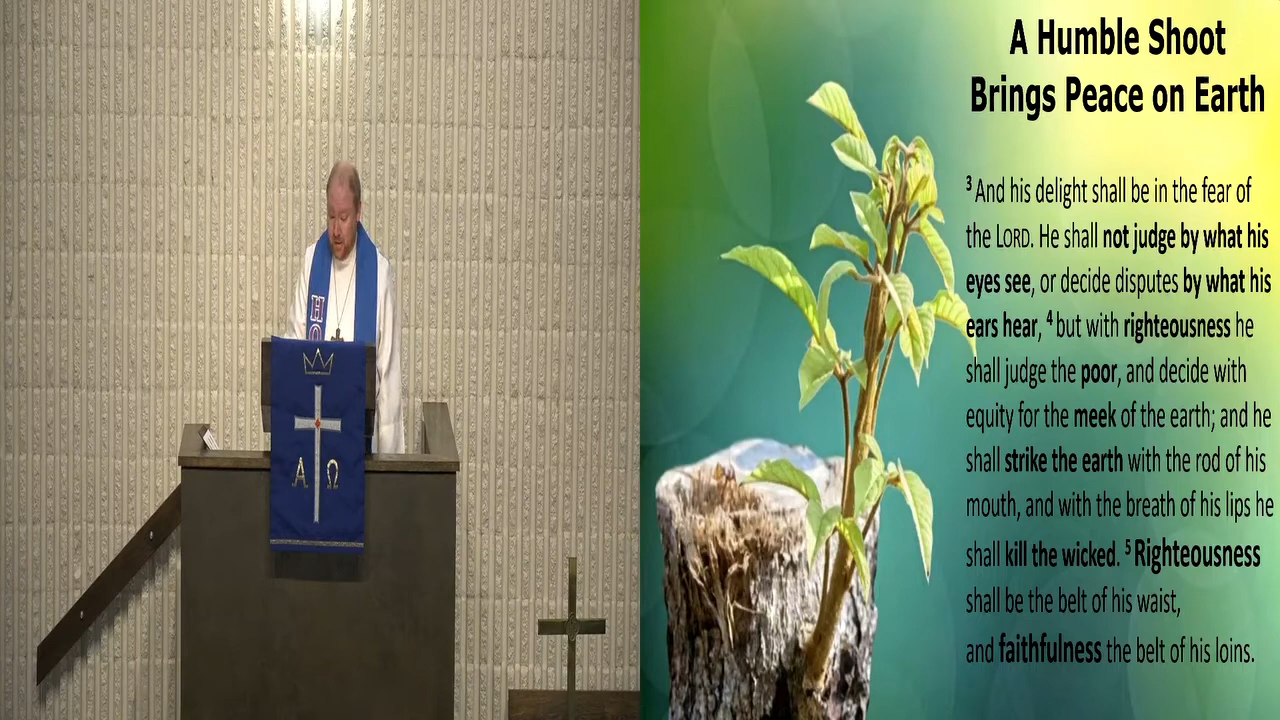 A Humble Shoot
Brings Peace on Earth
3 And his delight shall be in the fear of
the LORD. He shall not judge by what his
eyes see, or decide disputes by what his
ears hear, 4 but with righteousness he
shall judge the poor, and decide with
equity for the meek of the earth; and he
shall strike the earth with the rod of his
mouth, and with the breath of his lips he
shall kill the wicked. 5 Righteousness
shall be the belt of his waist,
and faithfulness the belt of his loins.
HO
Α Ω